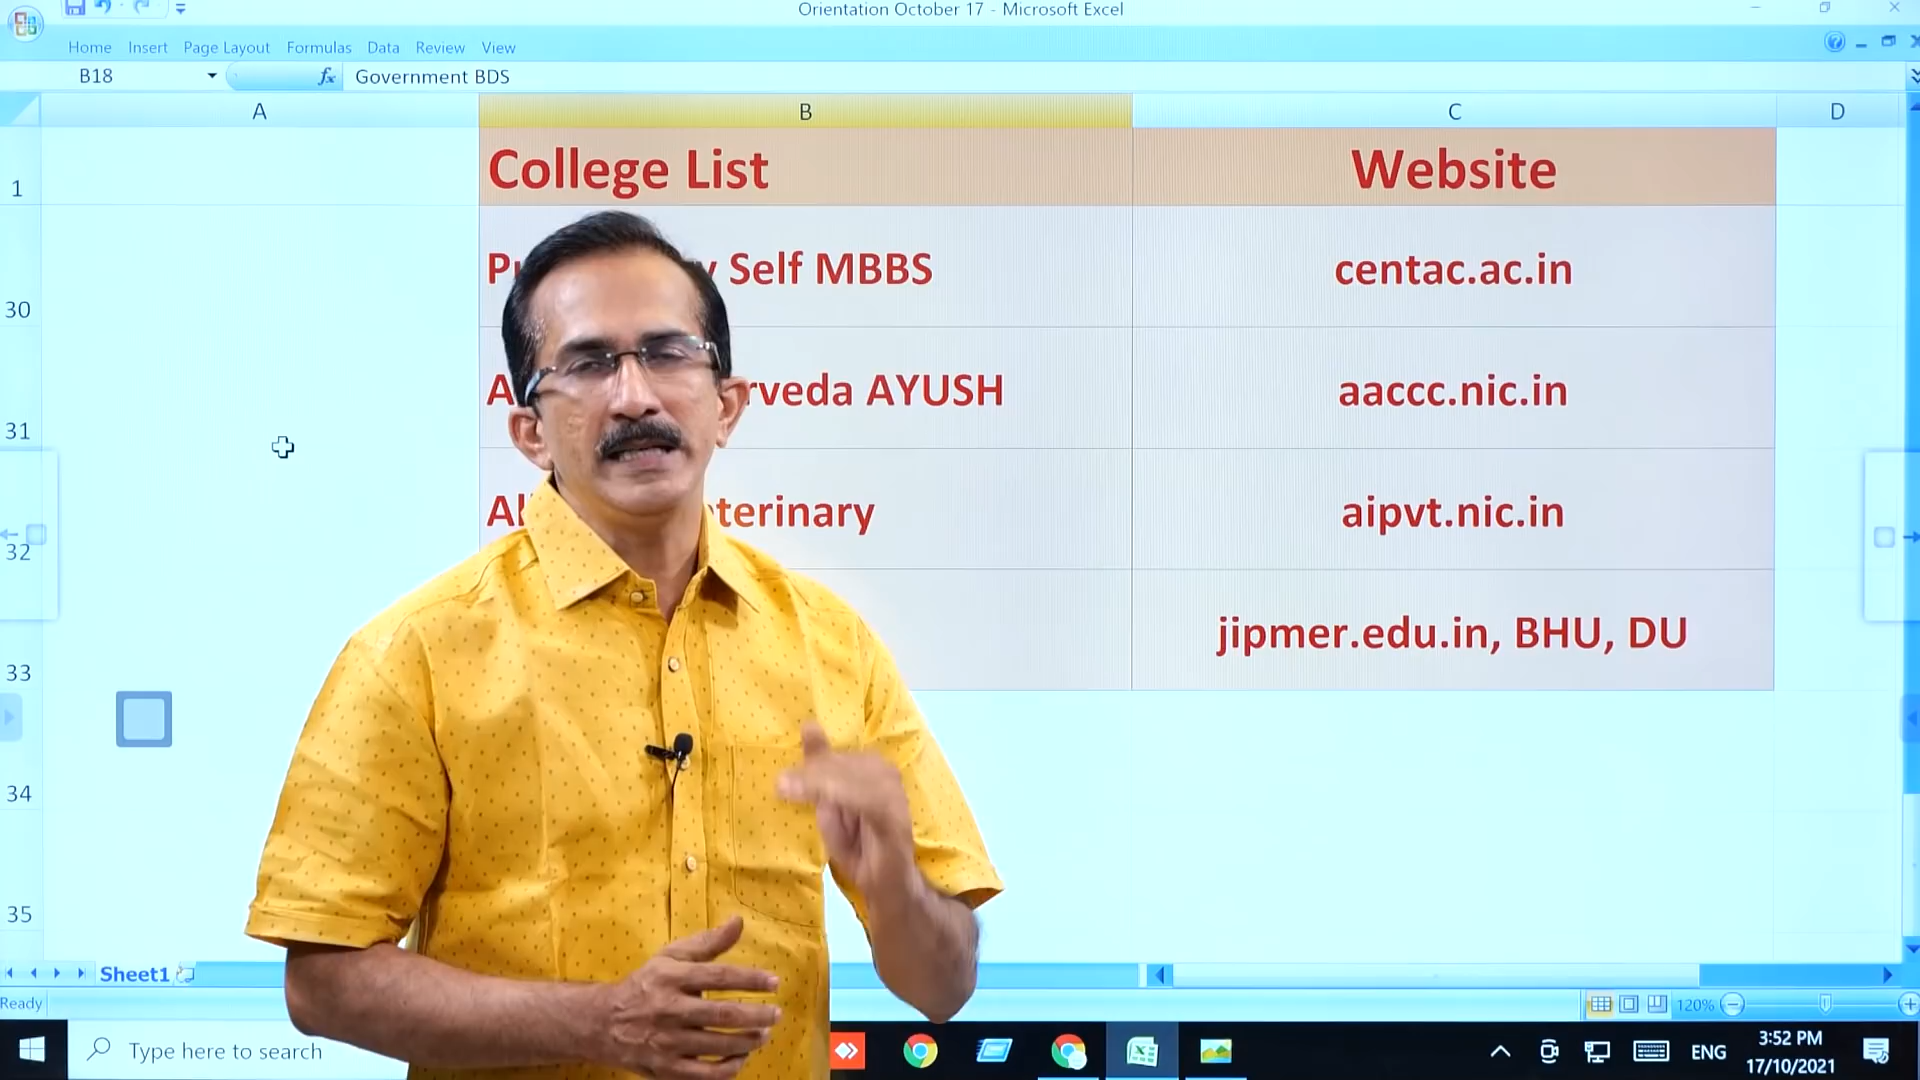 Orientation October 17 - Microsoft Excel
Home Insert Page Layout Formulas Data Review View
B18 fx Government BDS
A B C D
1 College List Website
30 Self MBBS centac.ac.in
31 AYUSH aaccc.nic.in
32 aipvt.nic.in
33 jipmer.edu.in, BHU, DU
34
35
Sheet1
Ready 120%
Type here to search ENG 3:52 PM
17/10/2021